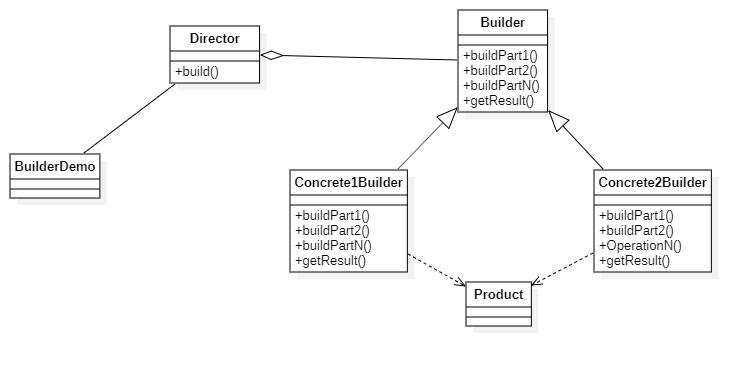 Builder
+buildPart1()
+buildPart2()
+buildPartN()
+getResult()
Director
+build()
BuilderDemo
Concrete1Builder
+buildPart1()
+buildPart2()
+buildPartN()
+getResult()
Concrete2Builder
+buildPart1()
+buildPart2()
+OperationN()
+getResult()
Product